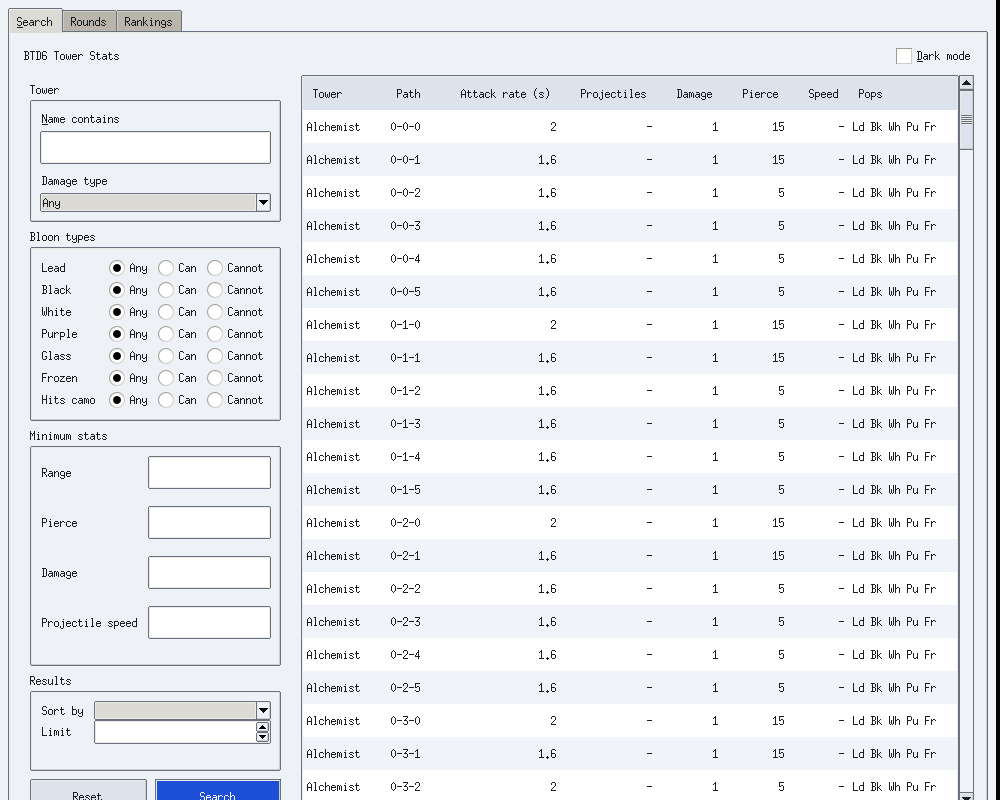 Search Rounds Rankings
BTD6 Tower Stats
Dark mode
Tower
Name contains
Damage type
Any
Bloon types
Lead Any Can Cannot
Black Any Can Cannot
White Any Can Cannot
Purple Any Can Cannot
Glass Any Can Cannot
Frozen Any Can Cannot
Hits camo Any Can Cannot
Minimum stats
Range
Pierce
Damage
Projectile speed
Results
Sort by
Limit
Reset Search
Tower Path Attack rate (s) Projectiles Damage Pierce Speed Pops
Alchemist 0-0-0 2 - 1 15 - Ld Bk Wh Pu Fr
Alchemist 0-0-1 1.6 - 1 15 - Ld Bk Wh Pu Fr
Alchemist 0-0-2 1.6 - 1 5 - Ld Bk Wh Pu Fr
Alchemist 0-0-3 1.6 - 1 5 - Ld Bk Wh Pu Fr
Alchemist 0-0-4 1.6 - 1 5 - Ld Bk Wh Pu Fr
Alchemist 0-0-5 1.6 - 1 5 - Ld Bk Wh Pu Fr
Alchemist 0-1-0 2 - 1 15 - Ld Bk Wh Pu Fr
Alchemist 0-1-1 1.6 - 1 15 - Ld Bk Wh Pu Fr
Alchemist 0-1-2 1.6 - 1 5 - Ld Bk Wh Pu Fr
Alchemist 0-1-3 1.6 - 1 5 - Ld Bk Wh Pu Fr
Alchemist 0-1-4 1.6 - 1 5 - Ld Bk Wh Pu Fr
Alchemist 0-1-5 1.6 - 1 5 - Ld Bk Wh Pu Fr
Alchemist 0-2-0 2 - 1 15 - Ld Bk Wh Pu Fr
Alchemist 0-2-1 1.6 - 1 15 - Ld Bk Wh Pu Fr
Alchemist 0-2-2 1.6 - 1 5 - Ld Bk Wh Pu Fr
Alchemist 0-2-3 1.6 - 1 5 - Ld Bk Wh Pu Fr
Alchemist 0-2-4 1.6 - 1 5 - Ld Bk Wh Pu Fr
Alchemist 0-2-5 1.6 - 1 5 - Ld Bk Wh Pu Fr
Alchemist 0-3-0 2 - 1 15 - Ld Bk Wh Pu Fr
Alchemist 0-3-1 1.6 - 1 15 - Ld Bk Wh Pu Fr
Alchemist 0-3-2 2 - 1 5 - Ld Bk Wh Pu Fr